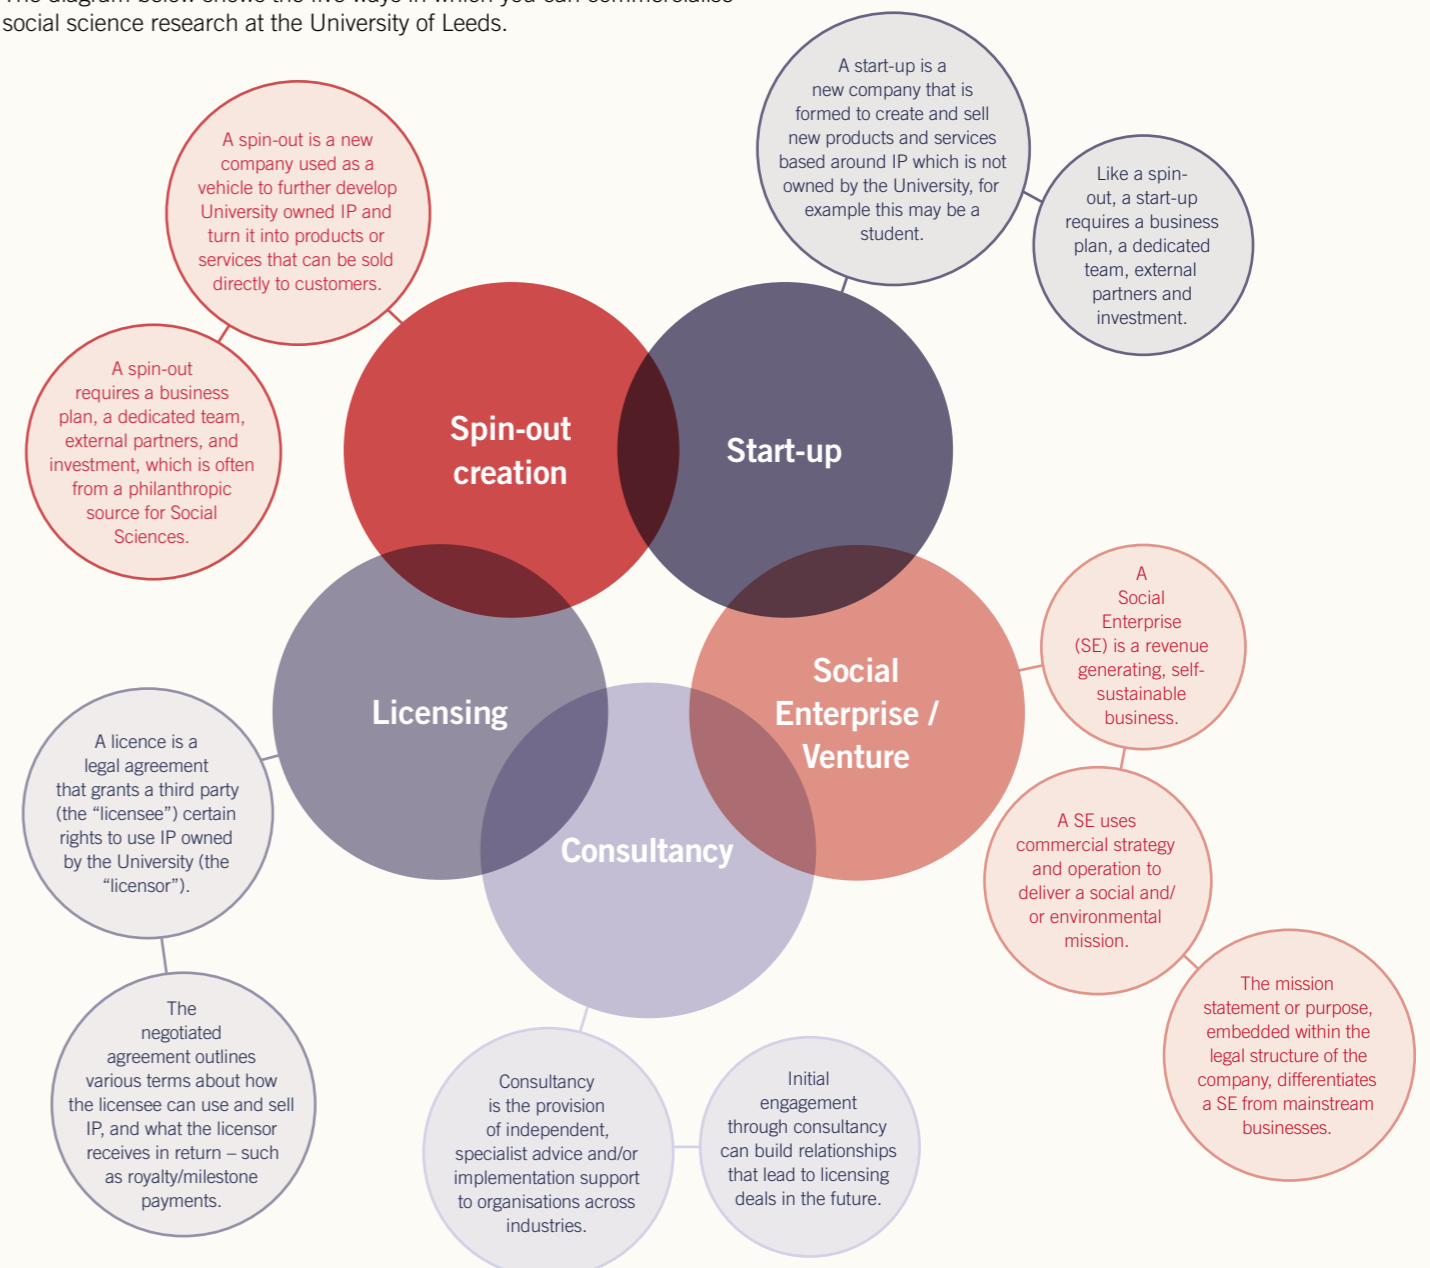 The diagram below shows the five ways in which you can commercialise
social science research at the University of Leeds.
A spin-out is a new
company used as a
vehicle to further develop
University owned IP and
turn it into products or
services that can be sold
directly to customers.
A spin-out
requires a business
plan, a dedicated team,
external partners, and
investment, which is often
from a philanthropic
source for Social
Sciences.
Spin-out
creation
A start-up is a
new company that is
formed to create and sell
new products and services
based around IP which is not
owned by the University, for
example this may be a
student.
Like a spin-
out, a start-up
requires a business
plan, a dedicated
team, external
partners and
investment.
Start-up
Licensing
A licence is a
legal agreement
that grants a third party
(the “licensee”) certain
rights to use IP owned
by the University (the
“licensor”).
The
negotiated
agreement outlines
various terms about how
the licensee can use and sell
IP, and what the licensor
receives in return – such
as royalty/milestone
payments.
Social
Enterprise /
Venture
A
Social
Enterprise
(SE) is a revenue
generating, self-
sustainable
business.
A SE uses
commercial strategy
and operation to
deliver a social and/
or environmental
mission.
The mission
statement or purpose,
embedded within the
legal structure of the
company, differentiates
a SE from mainstream
businesses.
Consultancy
Consultancy
is the provision
of independent,
specialist advice and/or
implementation support
to organisations across
industries.
Initial
engagement
through consultancy
can build relationships
that lead to licensing
deals in the future.